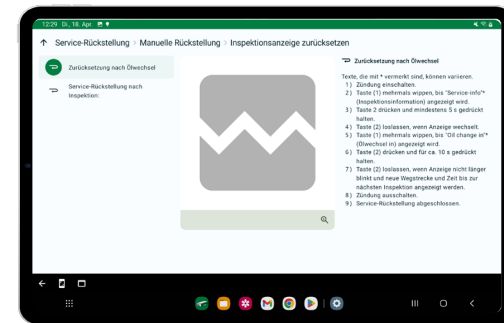 12:29 Di., 18. Apr.
Service-Rückstellung > Manuelle Rückstellung > Inspektionsanzeige zurücksetzen
Zurücksetzung nach Ölwechsel
Service-Rückstellung nach
Inspektion:
Zurücksetzung nach Ölwechsel
Texte, die mit * vermerkt sind, können variieren.
1) Zündung einschalten.
2) Taste (1) mehrmals wippen, bis "Service-info"*
(Inspektionsinformation) angezeigt wird.
3) Taste 2 drücken und mindestens 5 s gedrückt
halten.
4) Taste (2) loslassen, wenn Anzeige wechselt.
5) Taste (1) mehrmals wippen, bis "Oil change in"*
(Ölwechsel in) angezeigt wird.
6) Taste (2) drücken und für ca. 10 s gedrückt
halten.
7) Taste (2) loslassen, wenn Anzeige nicht länger
blinkt und neue Wegstrecke und Zeit bis zur
nächsten Inspektion angezeigt werden.
8) Zündung ausschalten.
9) Service-Rückstellung abgeschlossen.